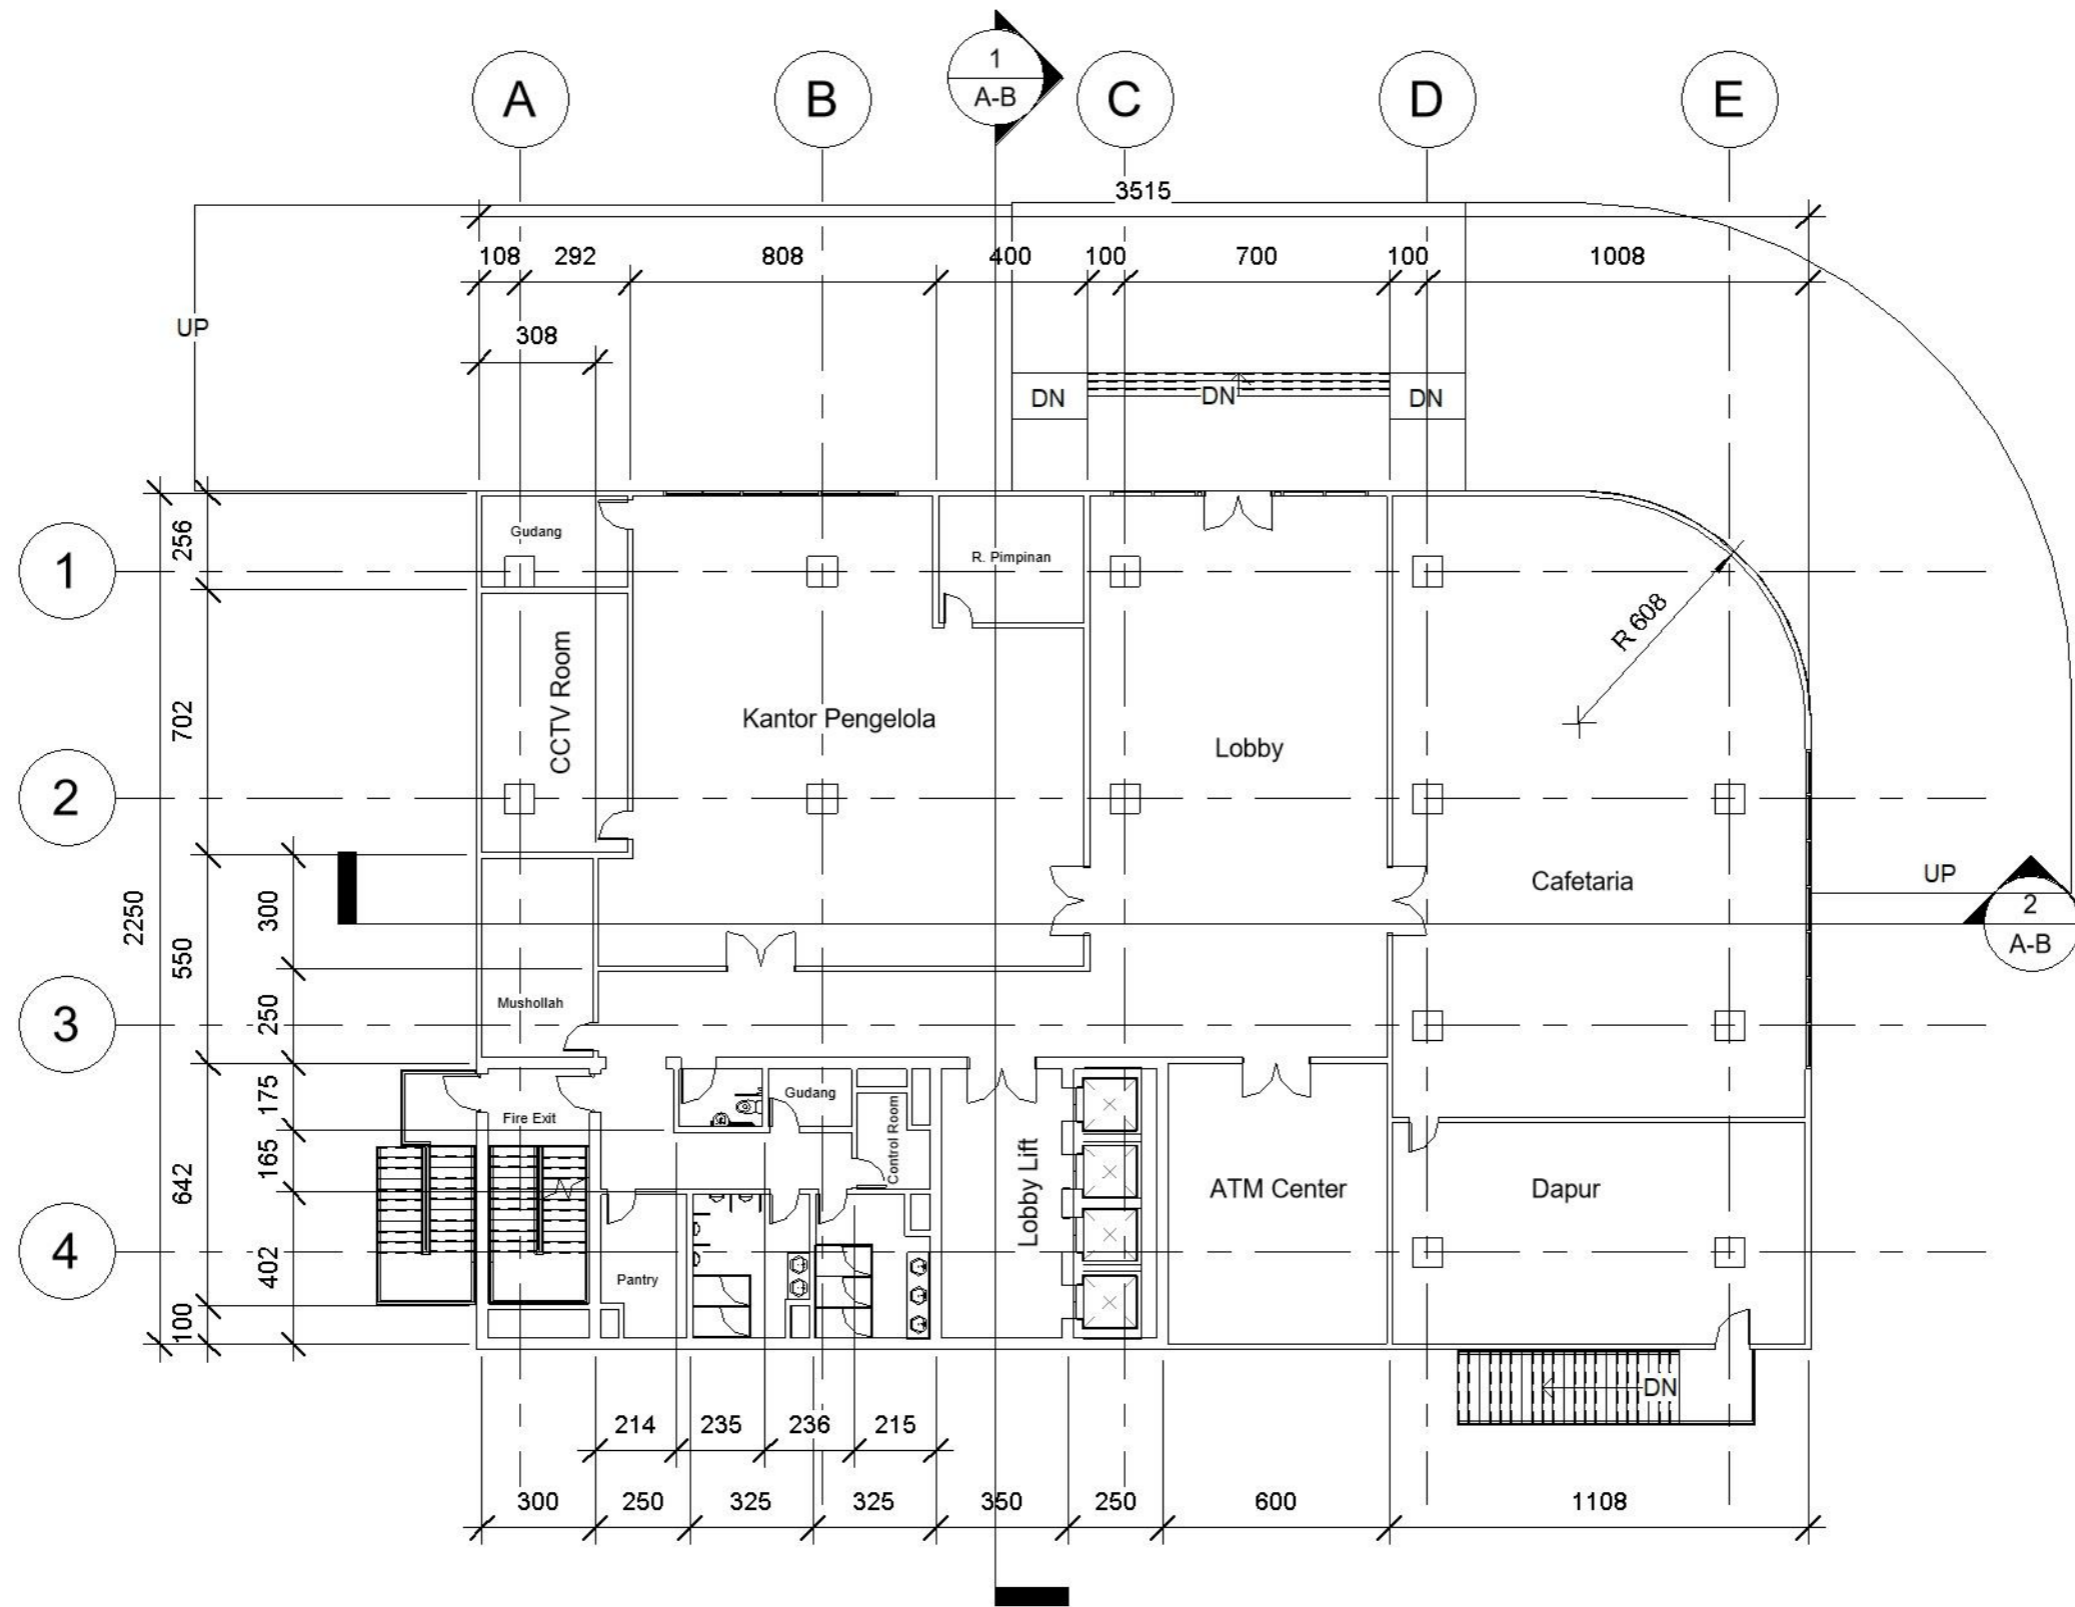 1
A-B
A
B
C
D
E
3515
108
292
808
400
100
700
100
1008
UP
308
DN
DN
DN
256
Gudang
R. Pimpinan
1
R 608
CCTV Room
702
Kantor Pengelola
Lobby
2
Cafetaria
UP
2
A-B
2250
300
550
Mushollah
250
3
175
Fire Exit
Gudang
Control Room
165
642
Lobby Lift
ATM Center
Dapur
4
402
Pantry
100
DN
214
235
236
215
300
250
325
325
350
250
600
1108